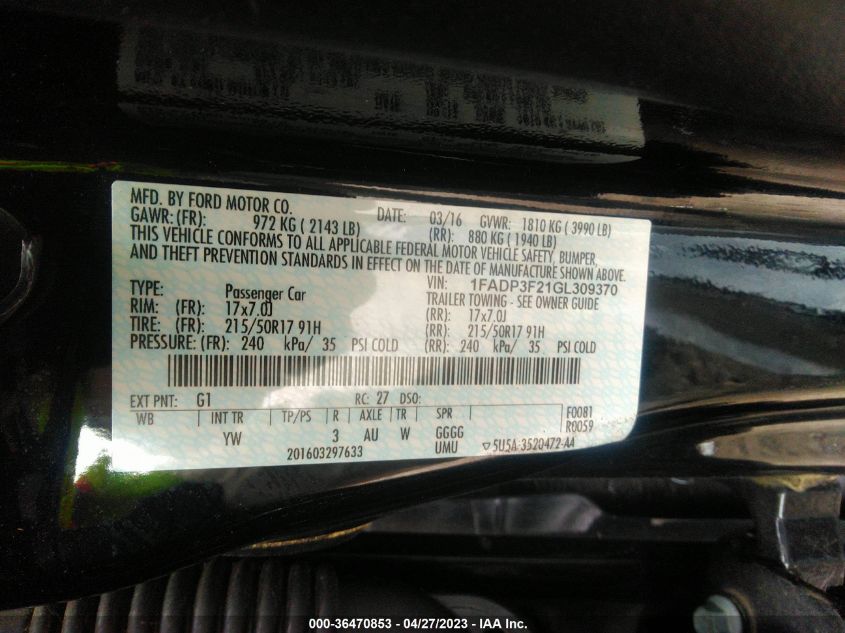 MFD. BY FORD MOTOR CO.
DATE: 03/16 GVWR: 1810 KG ( 3990 LB)
GAWR: (FR): 972 KG ( 2143 LB) (RR): 880 KG ( 1940 LB)
THIS VEHICLE CONFORMS TO ALL APPLICABLE FEDERAL MOTOR VEHICLE SAFETY, BUMPER,
AND THEFT PREVENTION STANDARDS IN EFFECT ON THE DATE OF MANUFACTURE SHOWN ABOVE.
VIN: 1FADP3F21GL309370
TYPE: Passenger Car TRAILER TOWING - SEE OWNER GUIDE
RIM: (FR) 17x7.0J (RR) 17x7.0J
TIRE: (FR) 215/50R17 91H (RR) 215/50R17 91H
PRESSURE: (FR) 240 kPa/ 35 PSI COLD (RR) 240 kPa/ 35 PSI COLD
EXT PNT: G1 RC: 27 DSO:
WB INT TR TP/PS R AXLE TR SPR F0081
YW 3 AU W GGGG R0059
201603297633 UMU ▽5U5A-3520472-AA
000-36470853 - 04/27/2023 - IAA Inc.